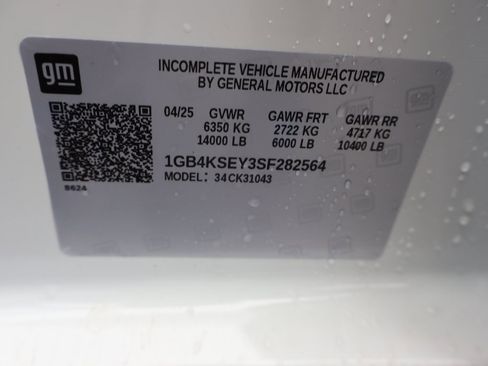 gm
INCOMPLETE VEHICLE MANUFACTURED
BY GENERAL MOTORS LLC
04/25 GVWR GAWR FRT GAWR RR
6350 KG 2722 KG 4717 KG
14000 LB 6000 LB 10400 LB
1GB4KSEY3SF282564
MODEL: 34CK31043
8624